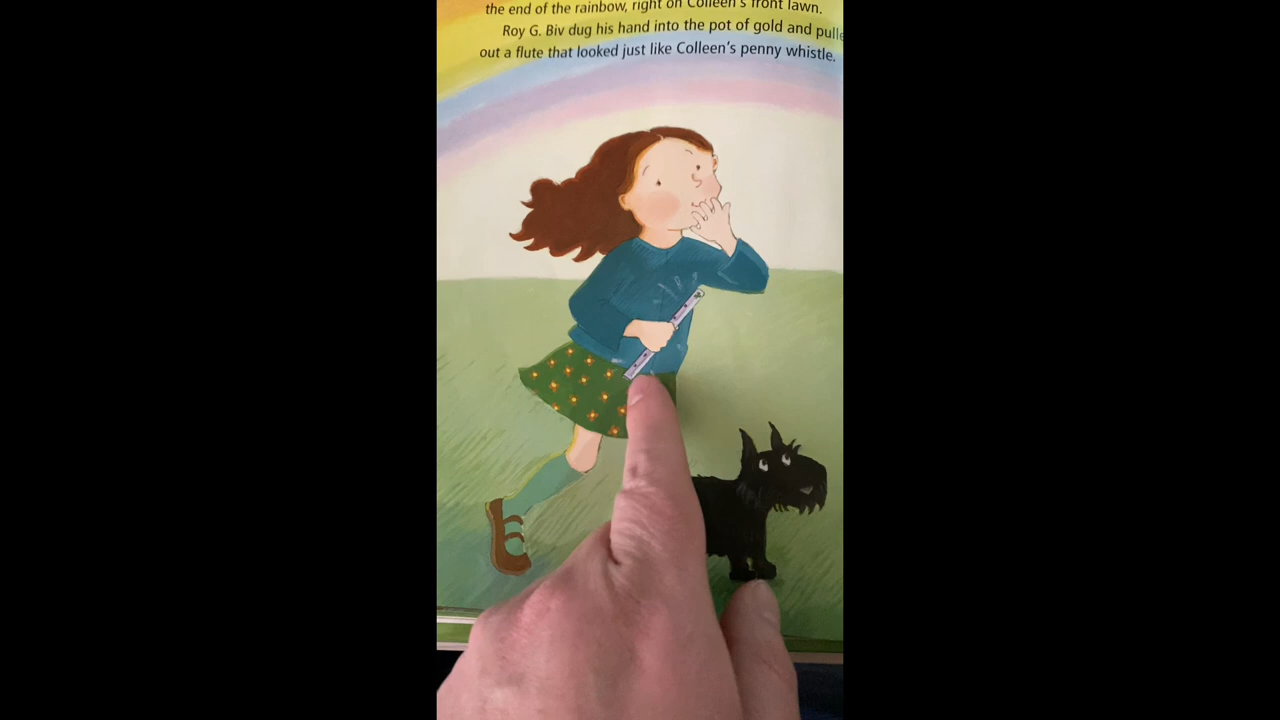 the end of the rainbow, right on Colleen's front lawn.
Roy G. Biv dug his hand into the pot of gold and pulle
out a flute that looked just like Colleen's penny whistle.